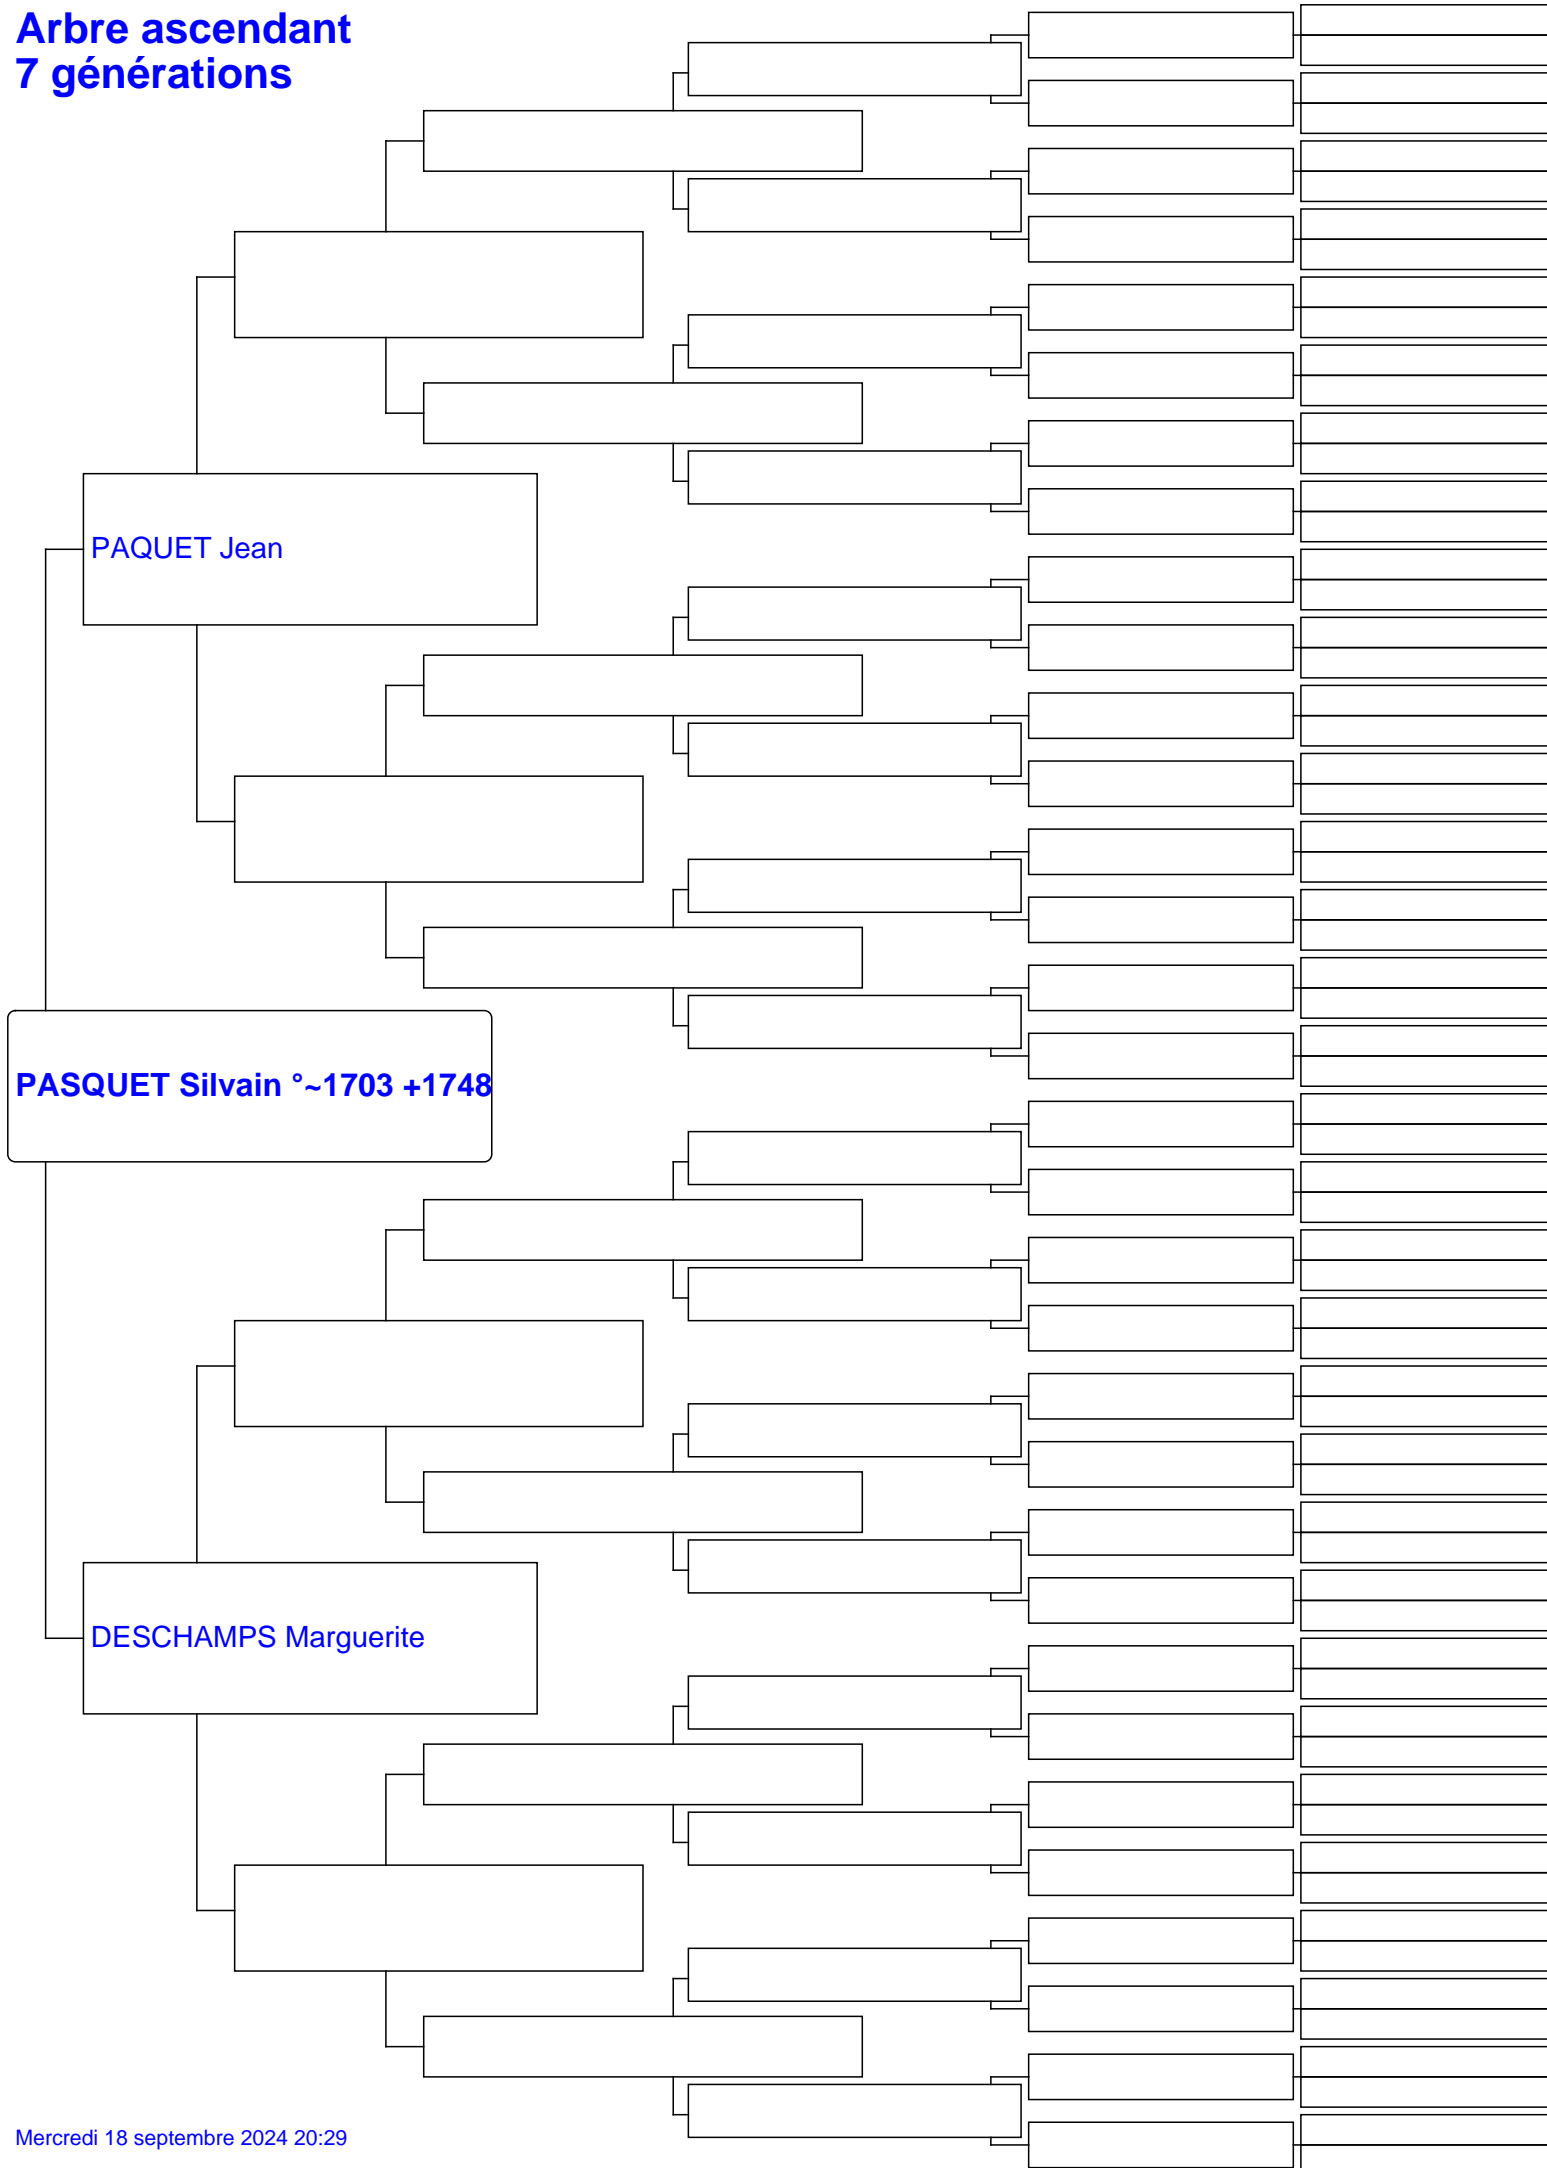 Arbre ascendant
7 générations
PAQUET Jean
PASQUET Silvain °~1703 +1748
DESCHAMPS Marguerite
Mercredi 18 septembre 2024 20:29